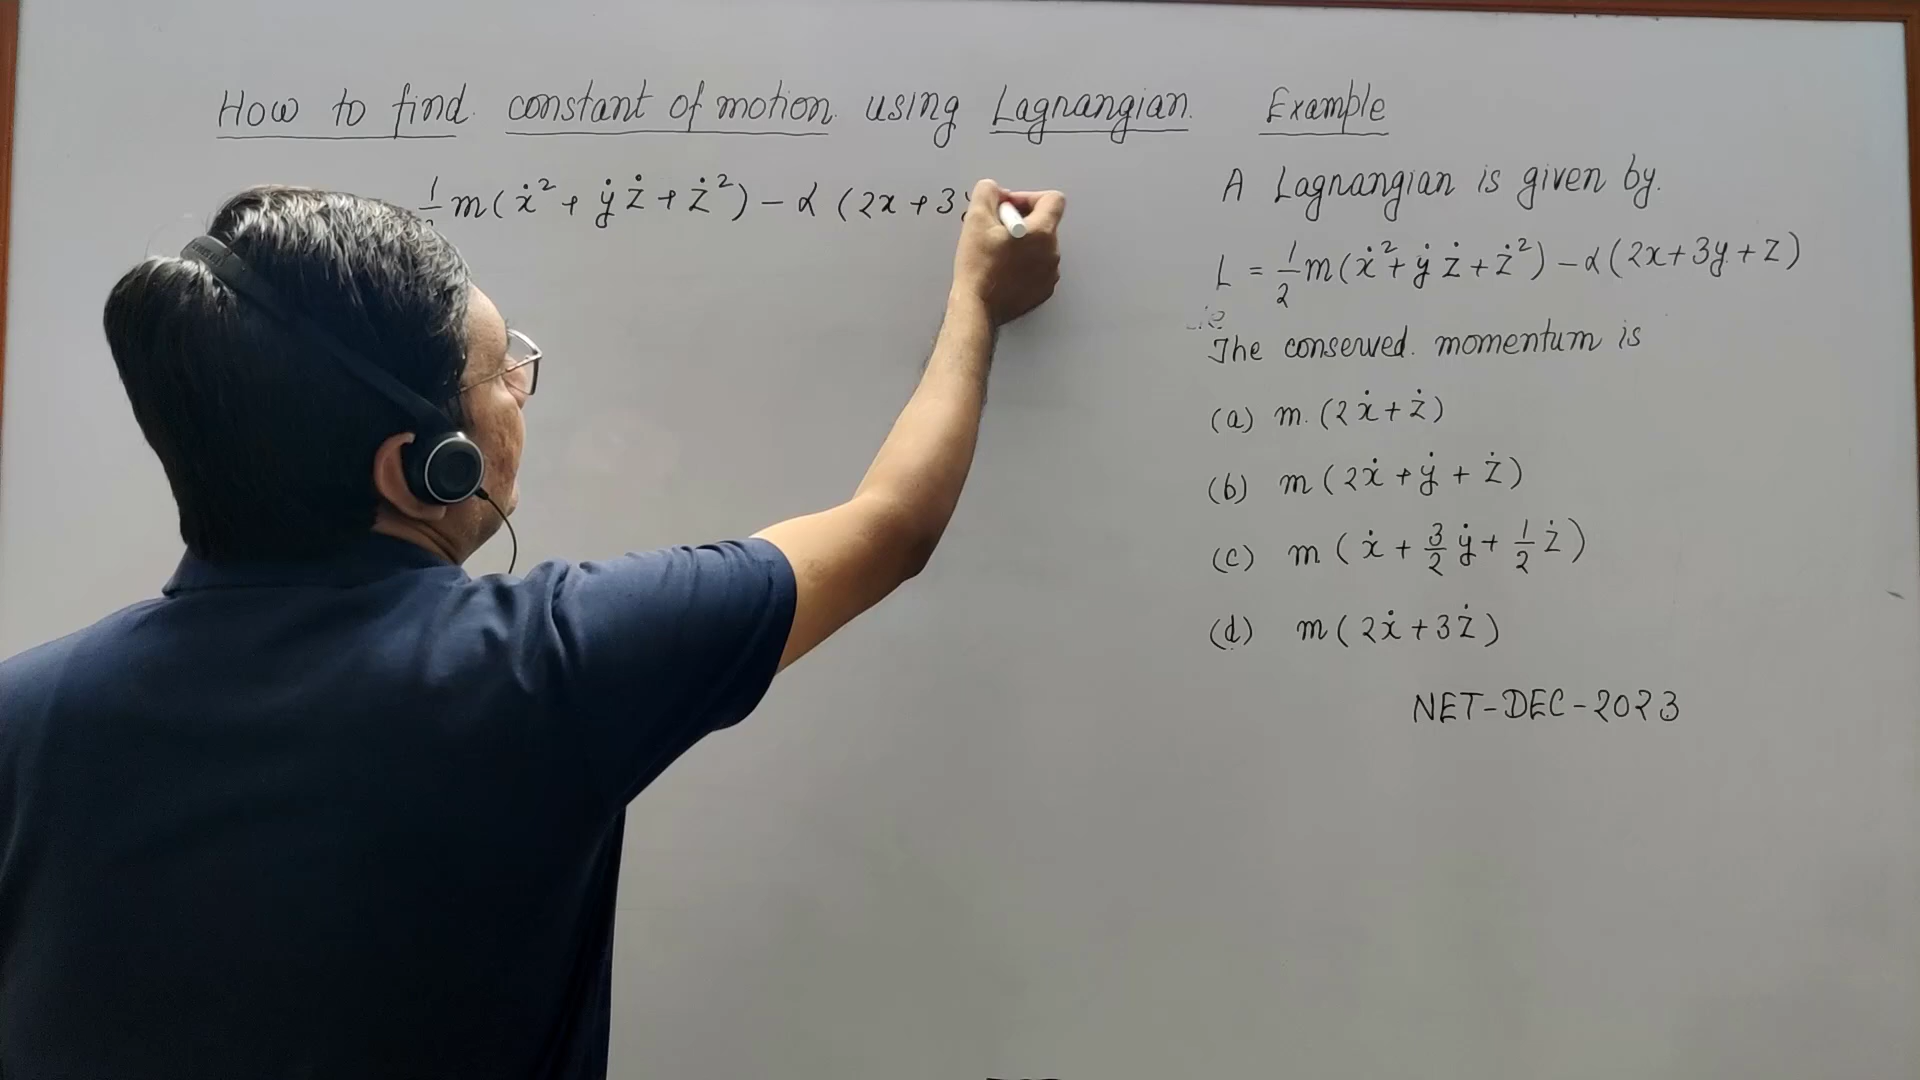 How to find constant of motion using Lagrangian. Example
½ m(ẋ² + ẏ ż + ż²) – α (2x + 3
A Lagrangian is given by.
L = ½ m(ẋ² + ẏ ż + ż²) – α(2x + 3y + z)
The conserved momentum is
(a) m (2ẋ + ż)
(b) m (2ẋ + ẏ + ż)
(c) m (ẋ + 3/2 ẏ + ½ ż)
(d) m (2ẋ + 3ż)
NET-DEC-2023